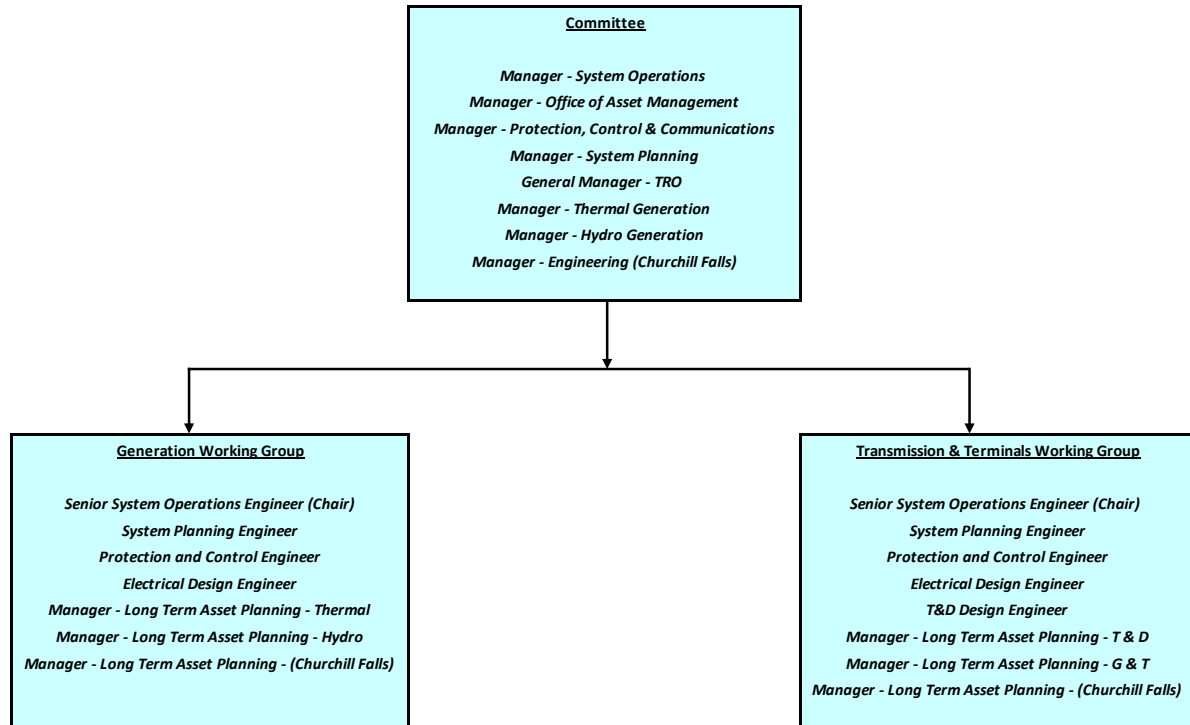 Committee
Manager - System Operations
Manager - Office of Asset Management
Manager - Protection, Control & Communications
Manager - System Planning
General Manager - TRO
Manager - Thermal Generation
Manager - Hydro Generation
Manager - Engineering (Churchill Falls)
Generation Working Group
Senior System Operations Engineer (Chair)
System Planning Engineer
Protection and Control Engineer
Electrical Design Engineer
Manager - Long Term Asset Planning - Thermal
Manager - Long Term Asset Planning - Hydro
Manager - Long Term Asset Planning - (Churchill Falls)
Transmission & Terminals Working Group
Senior System Operations Engineer (Chair)
System Planning Engineer
Protection and Control Engineer
Electrical Design Engineer
T&D Design Engineer
Manager - Long Term Asset Planning - T & D
Manager - Long Term Asset Planning - G & T
Manager - Long Term Asset Planning - (Churchill Falls)